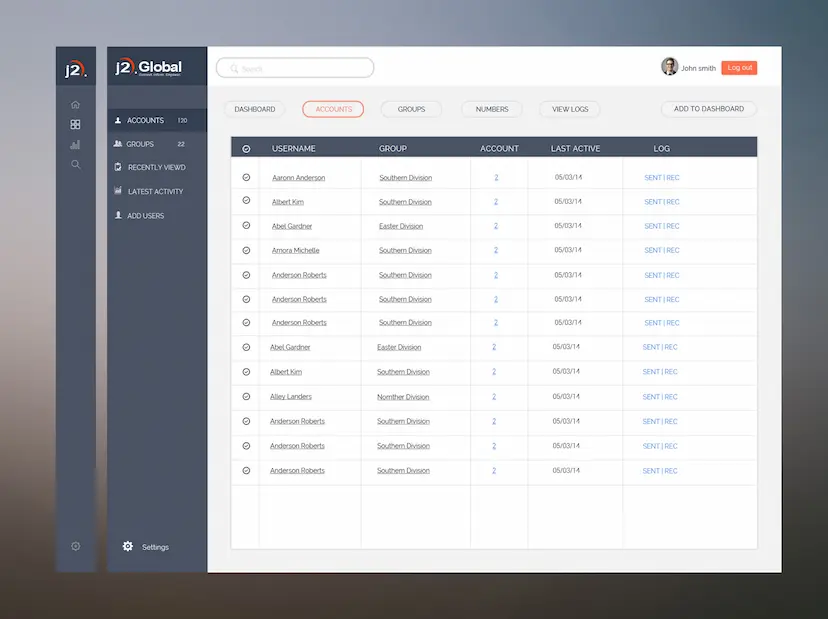 j2.
j2. Global
Search
John smith
Log out
DASHBOARD
ACCOUNTS
GROUPS
NUMBERS
VIEW LOGS
ADD TO DASHBOARD
ACCOUNTS 120
GROUPS 22
RECENTLY VIEWD
LATEST ACTIVITY
ADD USERS
Settings
USERNAME GROUP ACCOUNT LAST ACTIVE LOG
Aaronn Anderson Southern Division 2 05/03/14 SENT | REC
Albert Kim Southern Division 2 05/03/14 SENT | REC
Abel Gardner Easter Division 2 05/03/14 SENT | REC
Amora Michelle Southern Division 2 05/03/14 SENT | REC
Anderson Roberts Southern Division 2 05/03/14 SENT | REC
Anderson Roberts Southern Division 2 05/03/14 SENT | REC
Anderson Roberts Southern Division 2 05/03/14 SENT | REC
Abel Gardner Easter Division 2 05/03/14 SENT | REC
Albert Kim Southern Division 2 05/03/14 SENT | REC
Alley Landers Nornther Division 2 05/03/14 SENT | REC
Anderson Roberts Southern Division 2 05/03/14 SENT | REC
Anderson Roberts Southern Division 2 05/03/14 SENT | REC
Anderson Roberts Southern Division 2 05/03/14 SENT | REC